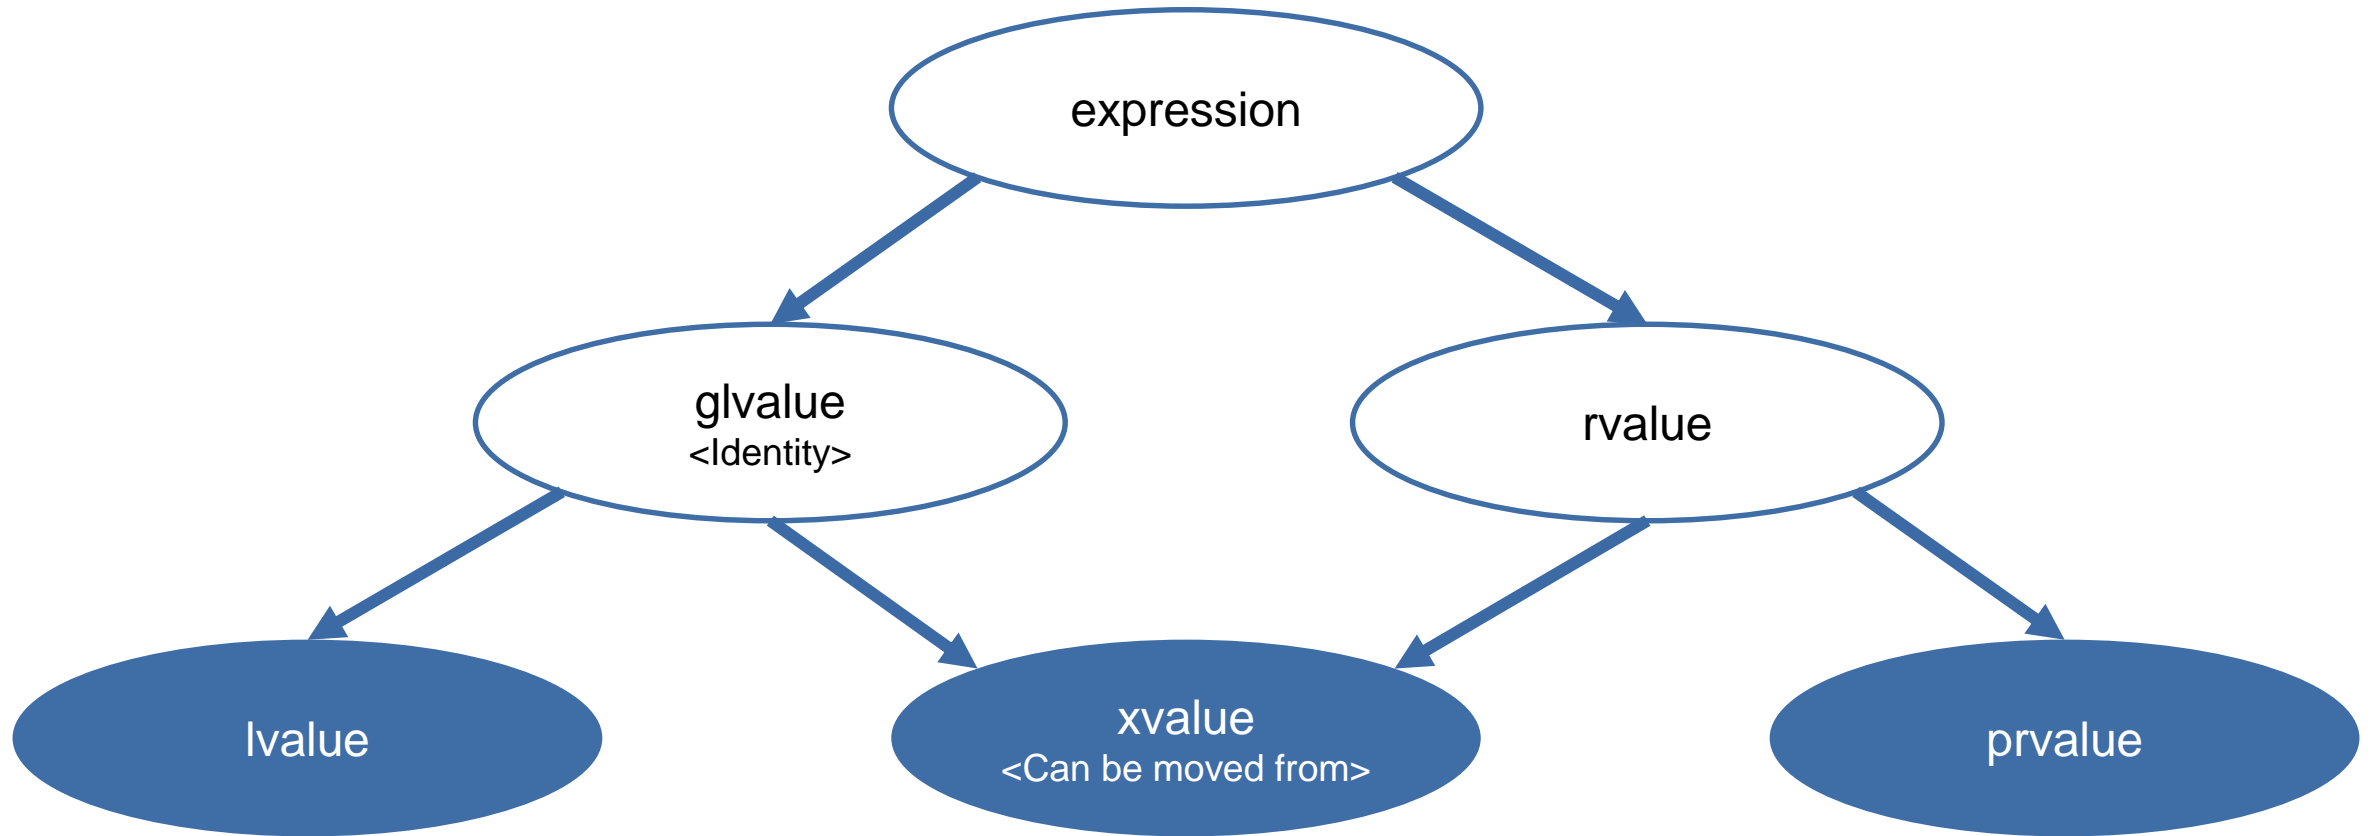 expression
glvalue
<Identity>
rvalue
lvalue
xvalue
<Can be moved from>
prvalue